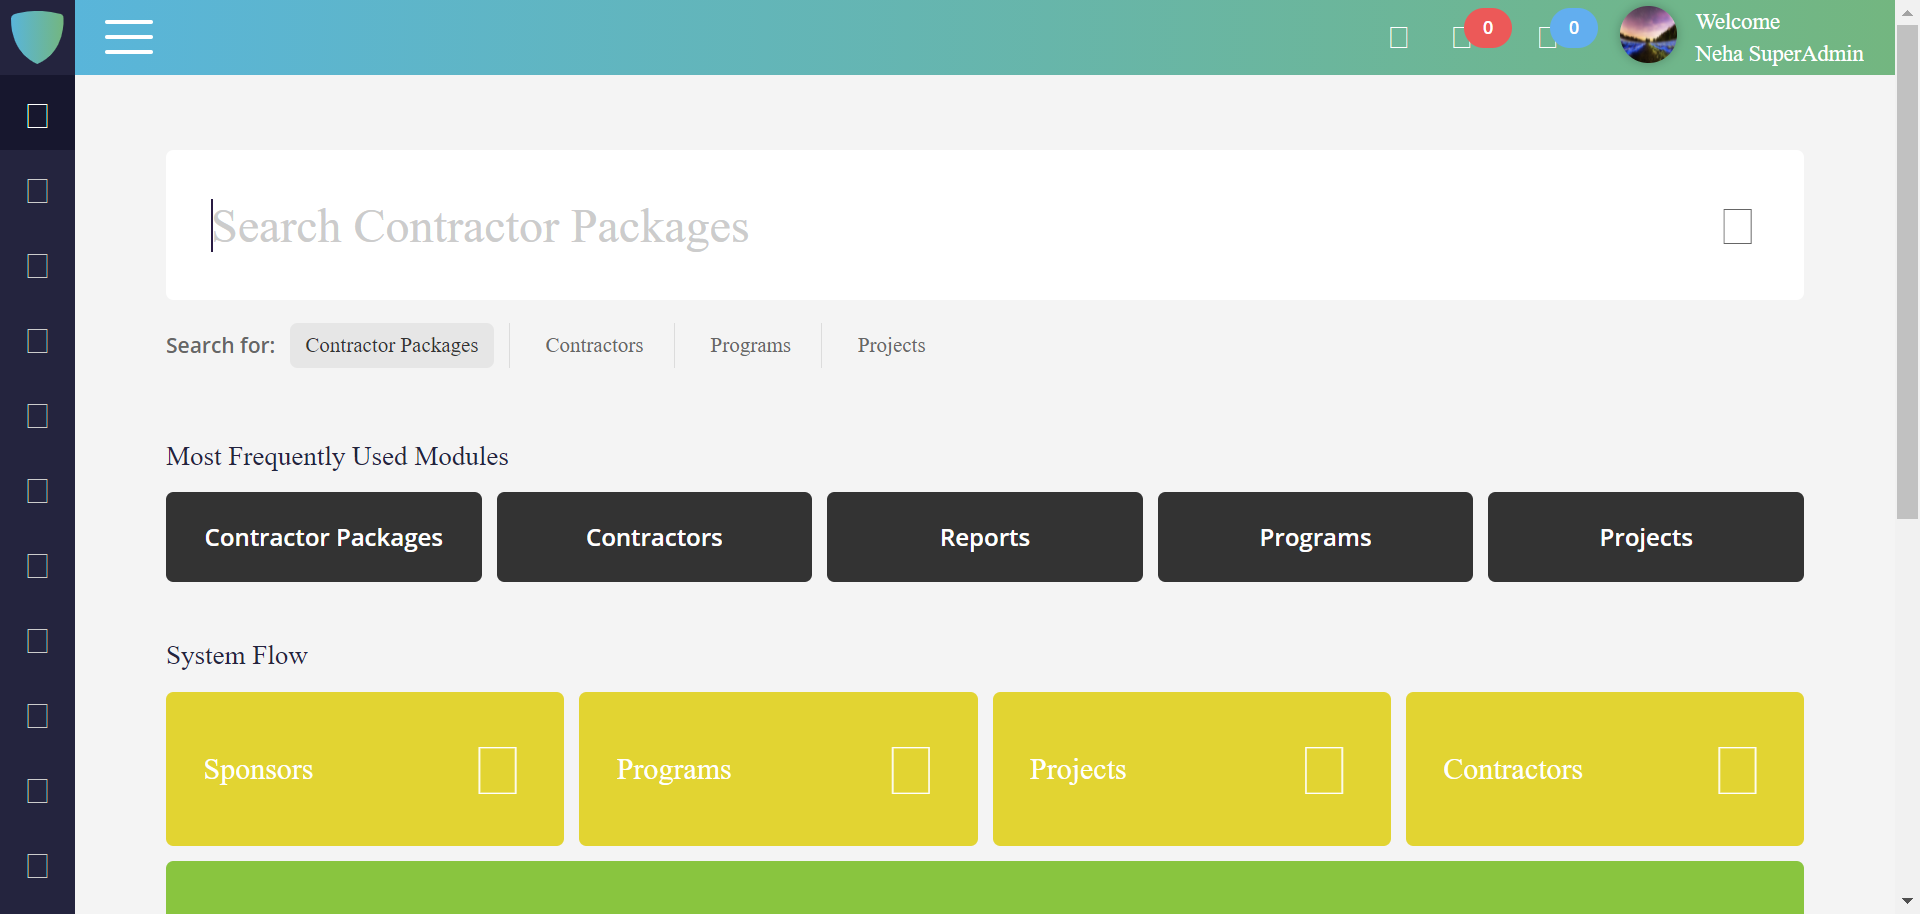 0
0
Welcome
Neha SuperAdmin
Search Contractor Packages
Search for:
Contractor Packages
Contractors
Programs
Projects
Most Frequently Used Modules
Contractor Packages
Contractors
Reports
Programs
Projects
System Flow
Sponsors
Programs
Projects
Contractors